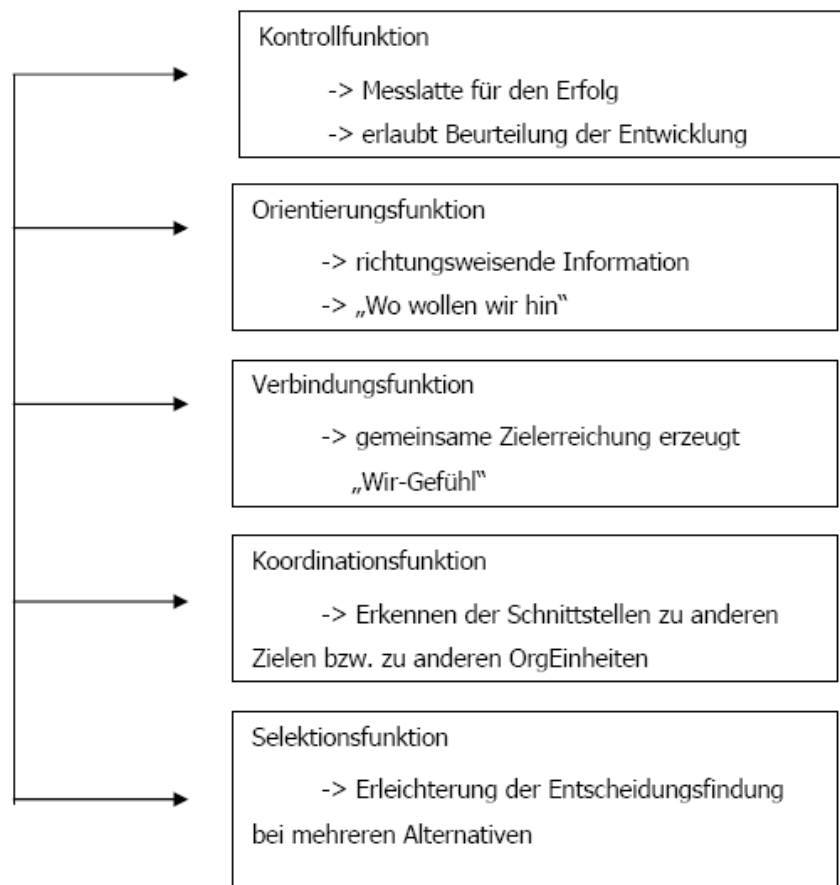 Kontrollfunktion
-> Messlatte für den Erfolg
-> erlaubt Beurteilung der Entwicklung
Orientierungsfunktion
-> richtungsweisende Information
-> „Wo wollen wir hin“
Verbindungsfunktion
-> gemeinsame Zielerreichung erzeugt
„Wir-Gefühl“
Koordinationsfunktion
-> Erkennen der Schnittstellen zu anderen
Zielen bzw. zu anderen OrgEinheiten
Selektionsfunktion
-> Erleichterung der Entscheidungsfindung
bei mehreren Alternativen